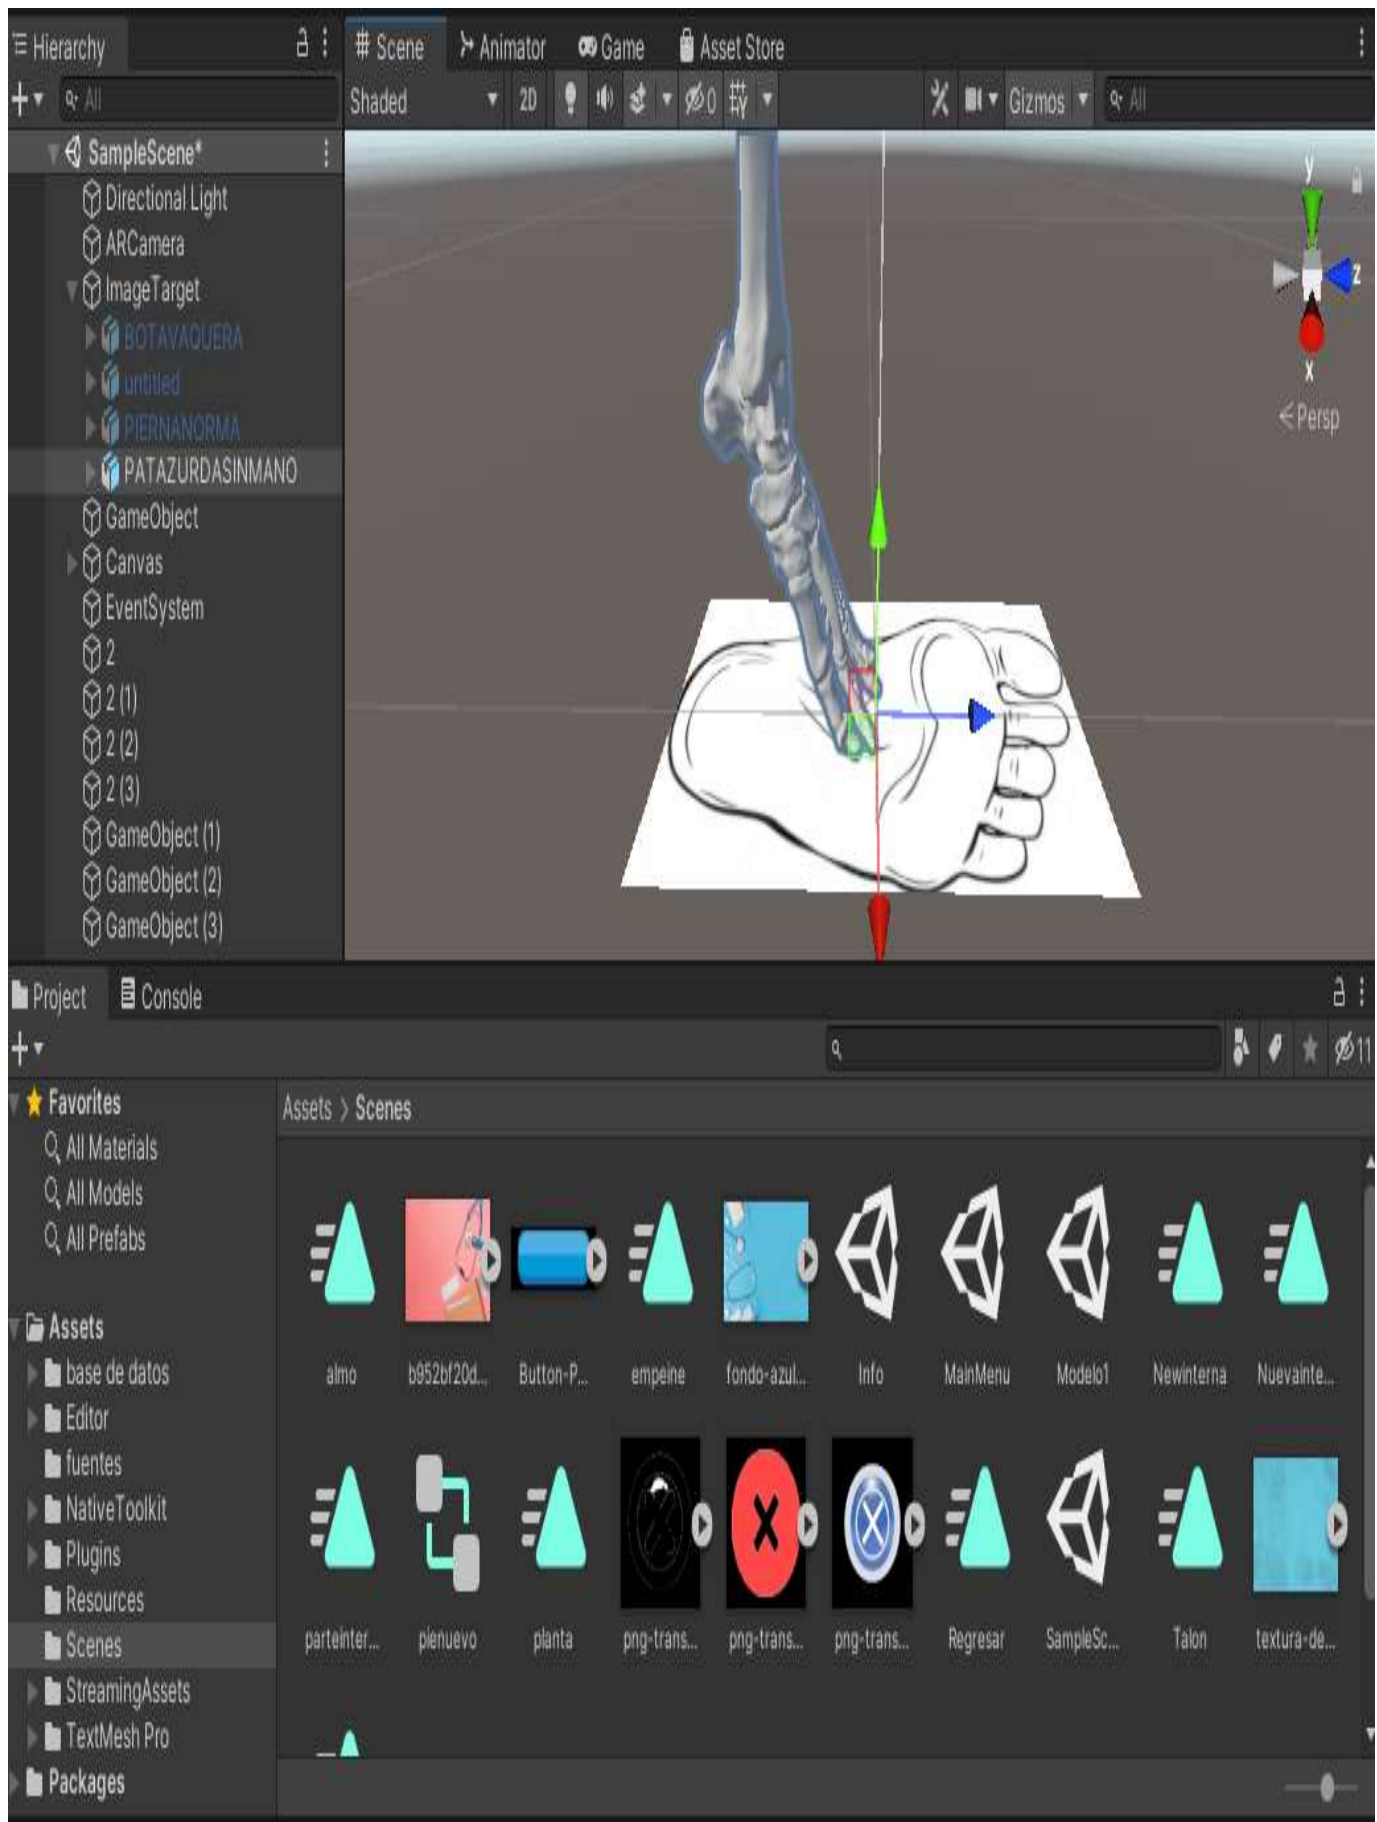 Hierarchy
# Scene Animator Game Asset Store
All
Shaded 2D 0 Gizmos All
SampleScene*
Directional Light
ARCamera
ImageTarget
BOTAVAQUERA
untitled
PIERNANORMA
PATAZURDASINMANO
GameObject
Canvas
EventSystem
2
2 (1)
2 (2)
2 (3)
GameObject (1)
GameObject (2)
GameObject (3)
y
z
x
Persp
Project Console
11
Favorites
All Materials
All Models
All Prefabs
Assets
base de datos
Editor
fuentes
NativeToolkit
Plugins
Resources
Scenes
StreamingAssets
TextMesh Pro
Packages
Assets > Scenes
almo b952bf20d... Button-P... empeine fondo-azul... Info MainMenu Modelo1 Newinterna Nuevainte...
parteinter... pienuevo planta png-trans... png-trans... png-trans... Regresar SampleSc... Talon textura-de...